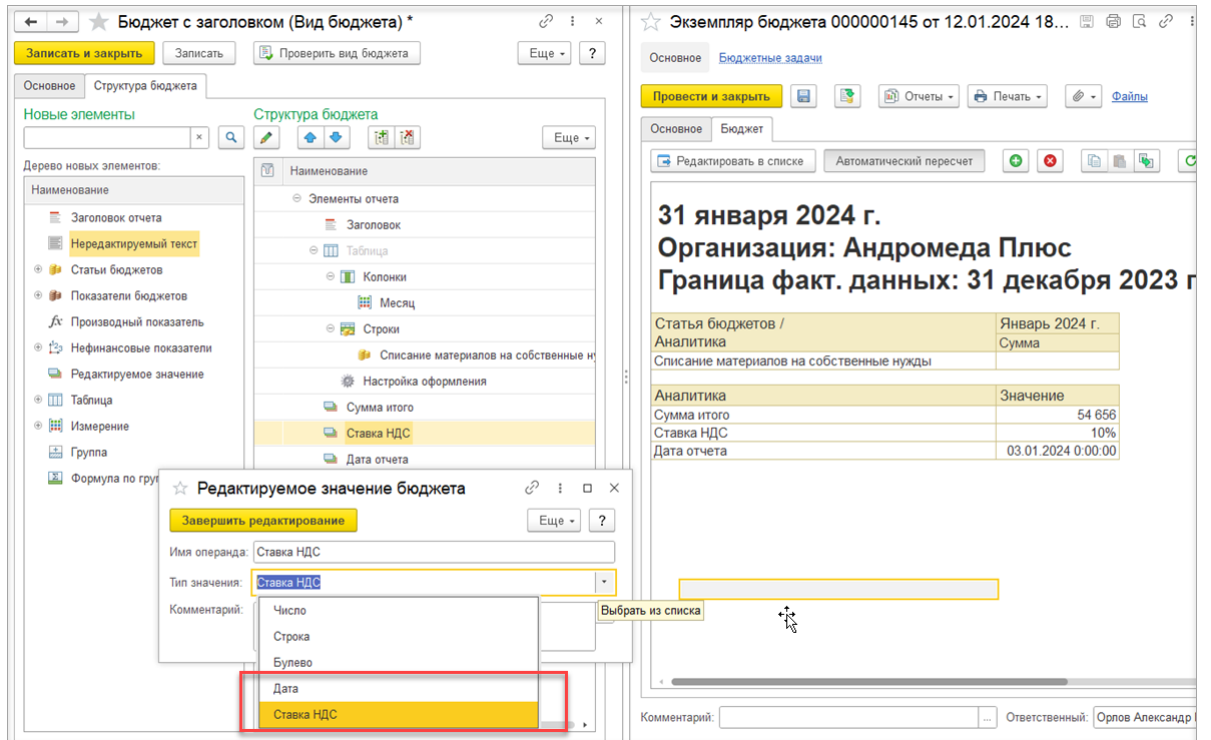 Бюджет с заголовком (Вид бюджета) *
Записать и закрыть
Записать
Проверить вид бюджета
Еще
?
Основное
Структура бюджета
Новые элементы
Дерево новых элементов:
Наименование
Заголовок отчета
Нередактируемый текст
Статьи бюджетов
Показатели бюджетов
Производный показатель
Нефинансовые показатели
Редактируемое значение
Таблица
Измерение
Группа
Формула по груп
Структура бюджета
Еще
Наименование
Элементы отчета
Заголовок
Таблица
Колонки
Месяц
Строки
Списание материалов на собственные н
Настройка оформления
Сумма итого
Ставка НДС
Дата отчета
Редактируемое значение бюджета
Завершить редактирование
Еще
?
Имя операнда:
Ставка НДС
Тип значения:
Ставка НДС
Комментарий:
Число
Строка
Булево
Дата
Ставка НДС
Выбрать из списка
Экземпляр бюджета 000000145 от 12.01.2024 18...
Основное
Бюджетные задачи
Провести и закрыть
Отчеты
Печать
Файлы
Основное
Бюджет
Редактировать в списке
Автоматический пересчет
31 января 2024 г.
Организация: Андромеда Плюс
Граница факт. данных: 31 декабря 2023 г
Статья бюджетов /
Январь 2024 г.
Аналитика
Сумма
Списание материалов на собственные нужды
Аналитика
Значение
Сумма итого
54 656
Ставка НДС
10%
Дата отчета
03.01.2024 0:00:00
Комментарий:
...
Ответственный:
Орлов Александр